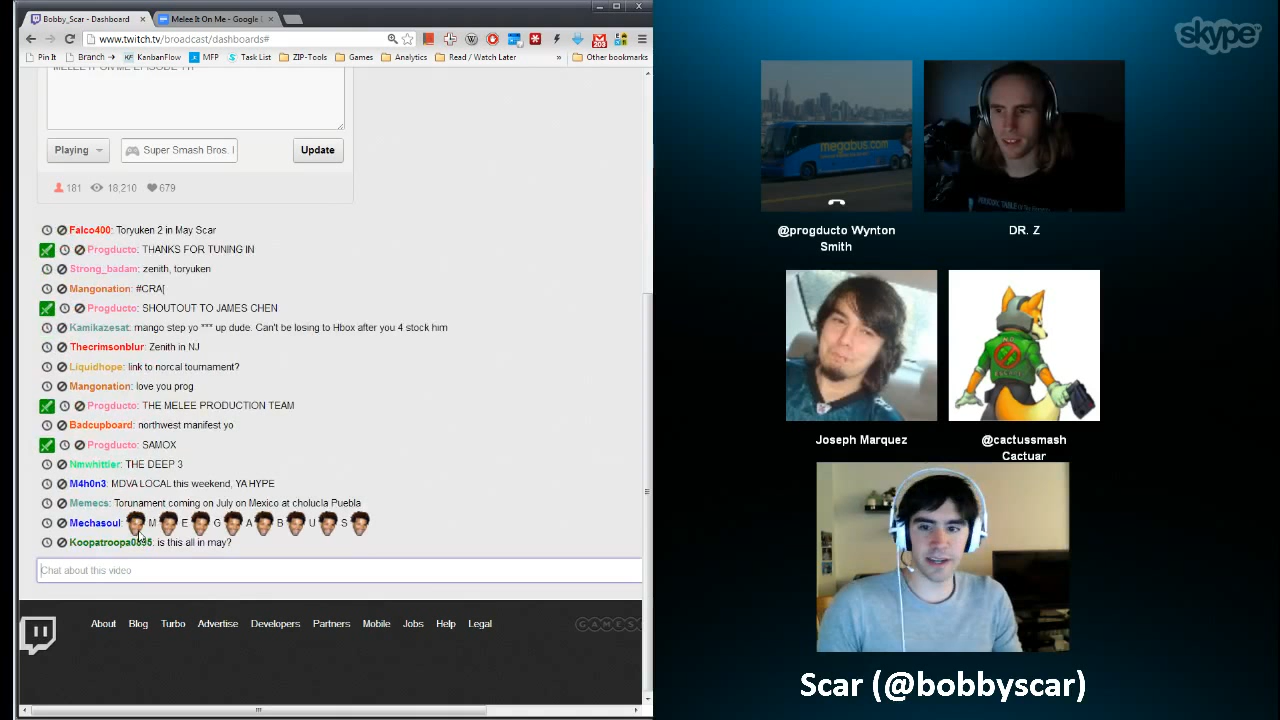 Bobby_Scar - Dashboard
Melee It On Me - Google
www.twitch.tv/broadcast/dashboards#
203
Pin It
Branch →
KanbanFlow
MFP
Task List
ZIP-Tools
Games
Analytics
Read / Watch Later
»
Other bookmarks
Playing
Super Smash Bros.
Update
181
18,210
679
Falco400: Toryuken 2 in May Scar
Progducto: THANKS FOR TUNING IN
Strong_badam: zenith, toryuken
Mangonation: #CRA[
Progducto: SHOUTOUT TO JAMES CHEN
Kamikazesat: mango step yo *** up dude. Can't be losing to Hbox after you 4 stock him
Thecrimsonblur: Zenith in NJ
Liquidhope: link to norcal tournament?
Mangonation: love you prog
Progducto: THE MELEE PRODUCTION TEAM
Badcupboard: northwest manifest yo
Progducto: SAMOX
Nmwhittier: THE DEEP 3
M4h0n3: MDVA LOCAL this weekend, YA HYPE
Memecs: Torunament coming on July on Mexico at cholucla Puebla
Mechasoul: M E G A B U S
Koopatroopa0895: is this all in may?
Chat about this video
About
Blog
Turbo
Advertise
Developers
Partners
Mobile
Jobs
Help
Legal
GAMES
skype
megabus.com
@progducto Wynton
Smith
DR. Z
Joseph Marquez
NO
@cactussmash
Cactuar
Scar (@bobbyscar)